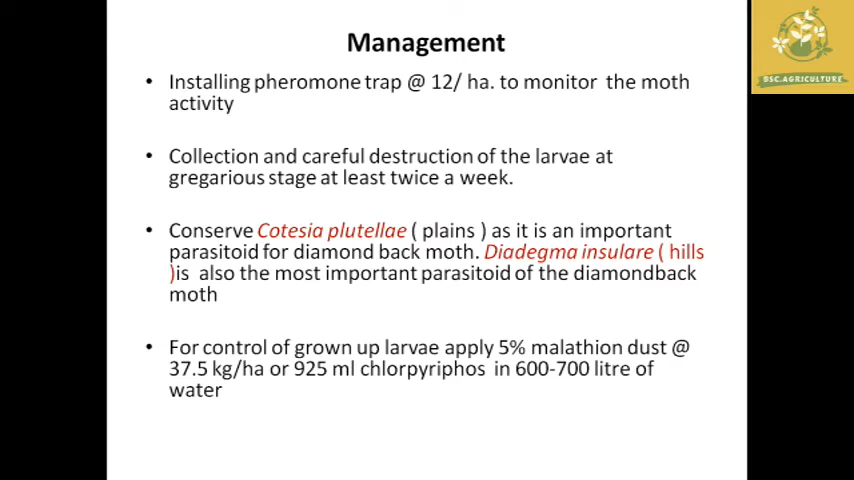 Management
BSC.AGRICULTURE
• Installing pheromone trap @ 12/ ha. to monitor the moth
activity
• Collection and careful destruction of the larvae at
gregarious stage at least twice a week.
• Conserve Cotesia plutellae ( plains ) as it is an important
parasitoid for diamond back moth. Diadegma insulare ( hills
)is also the most important parasitoid of the diamondback
moth
• For control of grown up larvae apply 5% malathion dust @
37.5 kg/ha or 925 ml chlorpyriphos in 600-700 litre of
water